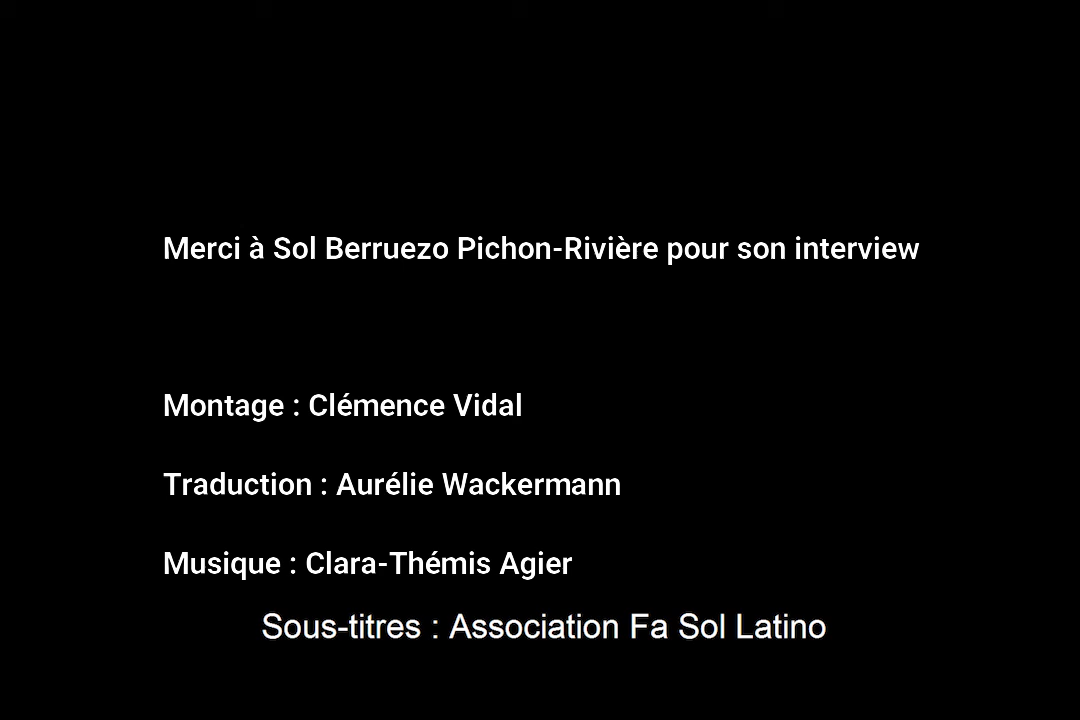 Merci à Sol Berruezo Pichon-Rivière pour son interview
Montage : Clémence Vidal
Traduction : Aurélie Wackermann
Musique : Clara-Thémis Agier
Sous-titres : Association Fa Sol Latino